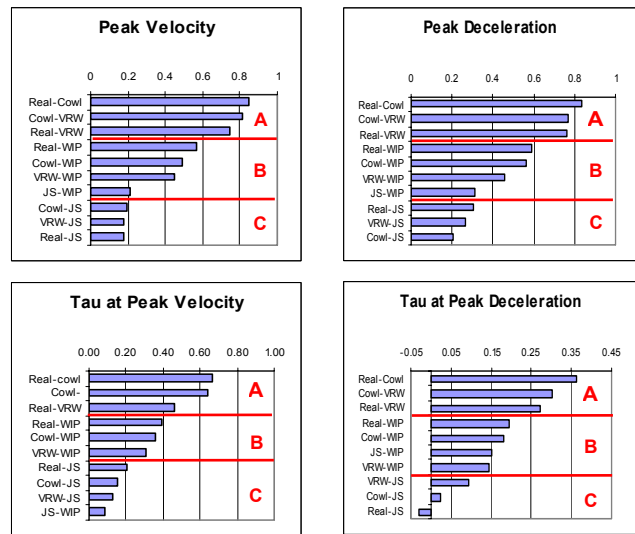 Peak Velocity
0 0.2 0.4 0.6 0.8 1
Real-Cowl
Cowl-VRW
Real-VRW
Real-WIP
Cowl-WIP
VRW-WIP
JS-WIP
Cowl-JS
VRW-JS
Real-JS
A
B
C
Peak Deceleration
0 0.2 0.4 0.6 0.8 1
Real-Cowl
Cowl-VRW
Real-VRW
Real-WIP
Cowl-WIP
VRW-WIP
JS-WIP
Real-JS
VRW-JS
Cowl-JS
A
B
C
Tau at Peak Velocity
0.00 0.20 0.40 0.60 0.80 1.00
Real-cowl
Cowl-
Real-VRW
Real-WIP
Cowl-WIP
VRW-WIP
Real-JS
Cowl-JS
VRW-JS
JS-WIP
A
B
C
Tau at Peak Deceleration
-0.05 0.05 0.15 0.25 0.35 0.45
Real-Cowl
Cowl-VRW
Real-VRW
Real-WIP
Cowl-WIP
JS-WIP
VRW-WIP
VRW-JS
Cowl-JS
Real-JS
A
B
C